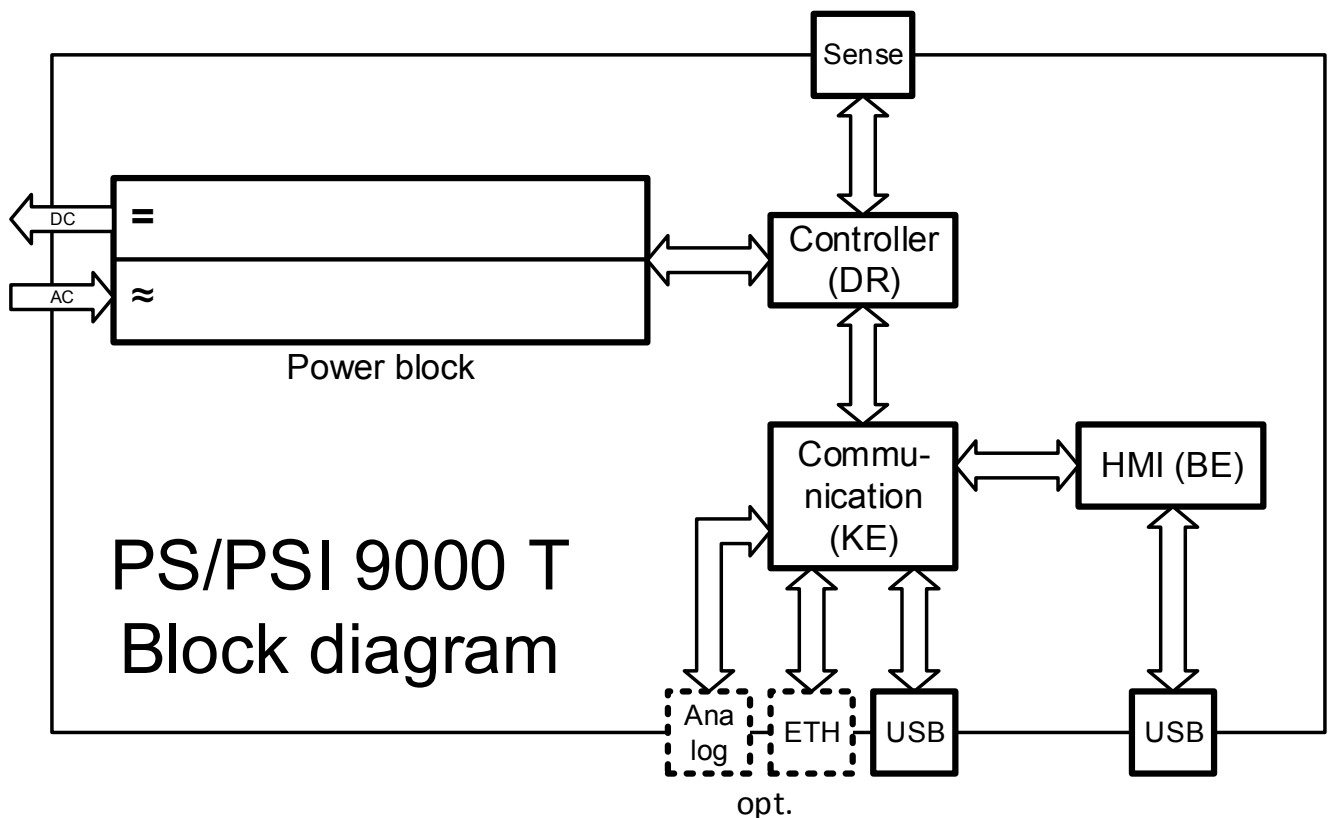 Sense
DC
=
Controller
(DR)
AC
≈
Power block
Commu-
nication
(KE)
HMI (BE)
PS/PSI 9000 T
Block diagram
Ana
log
ETH
USB
USB
opt.